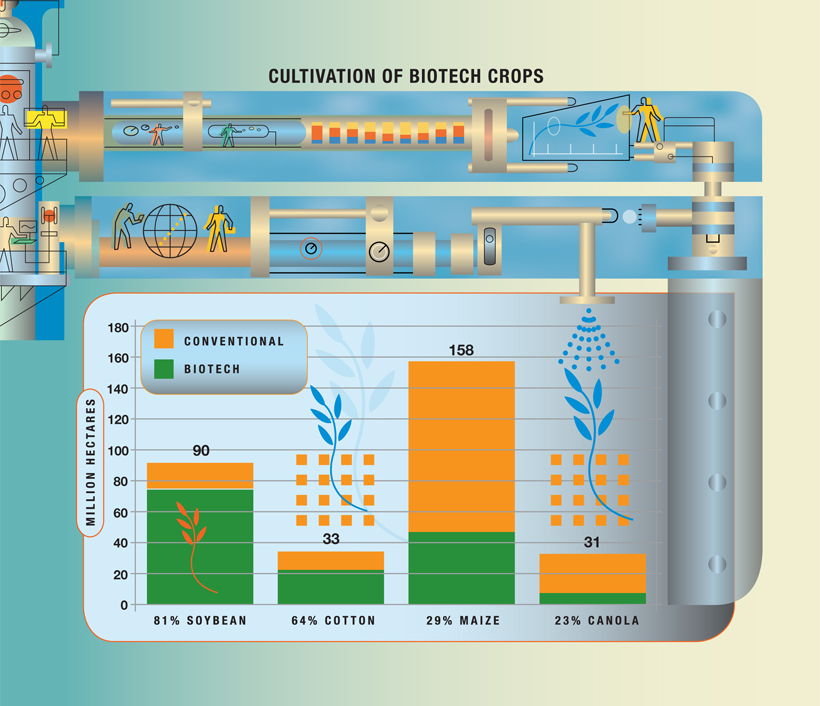 CULTIVATION OF BIOTECH CROPS
CONVENTIONAL
BIOTECH
MILLION HECTARES
180
160
140
120
100
80
60
40
20
0
90
33
158
31
81% SOYBEAN
64% COTTON
29% MAIZE
23% CANOLA